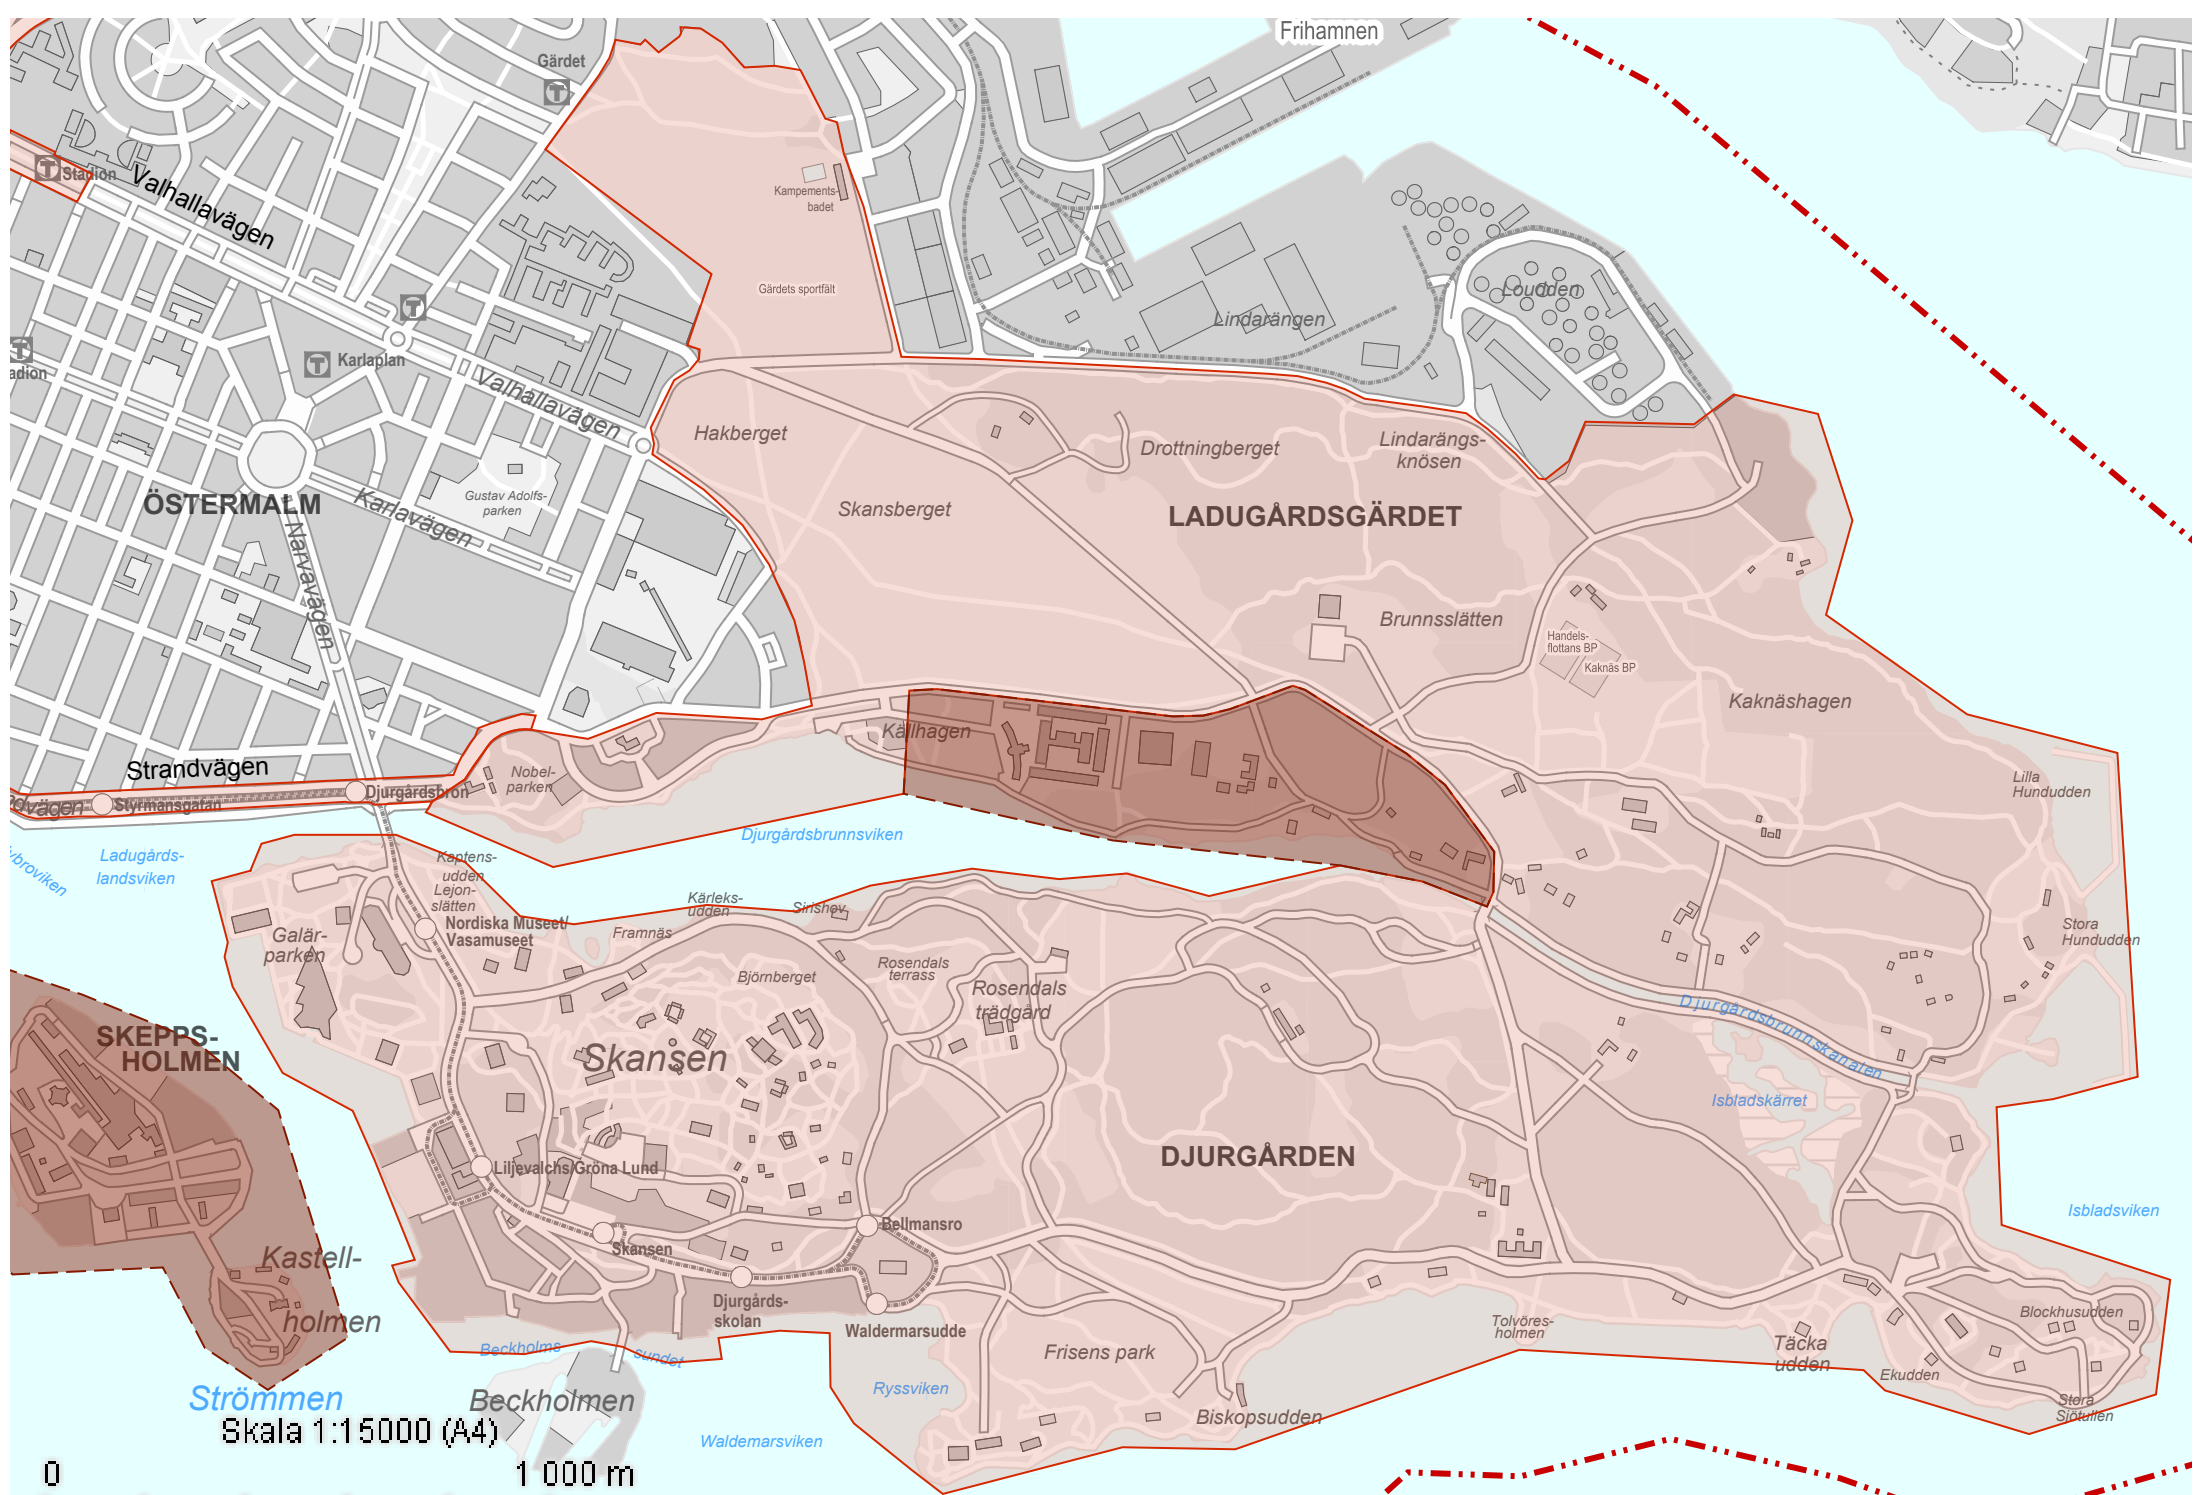 Frihamnen
Gärdet
Stadion
Valhallavägen
Kampements-
badet
Gärdets sportfält
Loudden
Lindarängen
Karlaplan
adion
Valhallavägen
Hakberget
Drottningberget
Lindarängs-
knösen
Gustav Adolfs-
parken
ÖSTERMALM
Karlavägen
Skansberget
LADUGÅRDSGÄRDET
Narvavägen
Brunnsslätten
Handels-
flottans BP
Kaknäs BP
Kaknäshagen
Källhagen
Strandvägen
Nobel-
parken
Lilla
Hundudden
Djurgårdsbron
dvägen
Styrmansgatan
Djurgårdsbrunnsviken
Ladugårds-
landsviken
ybroviken
Kaptens-
udden
Lejon-
slätten
Kärleks-
udden
Sirishov
Nordiska Museet/
Vasamuseet
Framnäs
Galär-
parken
Stora
Hundudden
Björnberget
Rosendals
terrass
Rosendals
trädgård
Djurgårdsbrunnskanalen
SKEPPS-
HOLMEN
Skansen
Isbladskärret
DJURGÅRDEN
Liljevalchs/Gröna Lund
Isbladsviken
Bellmansro
Skansen
Kastell-
holmen
Djurgårds-
skolan
Waldermarsudde
Tolvöres-
holmen
Blockhusudden
Täcka
udden
Ekudden
Beckholms
sundet
Frisens park
Ryssviken
Strömmen
Beckholmen
Biskopsudden
Stora
Sjötullen
Skala 1:15000 (A4)
Waldemarsviken
0
1 000 m